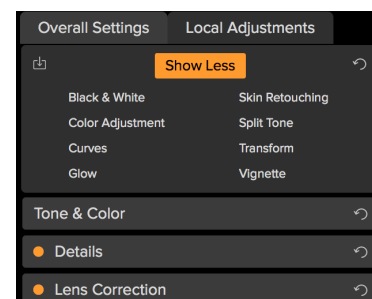 Overall Settings Local Adjustments
Show Less
Black & White Skin Retouching
Color Adjustment Split Tone
Curves Transform
Glow Vignette
Tone & Color
Details
Lens Correction